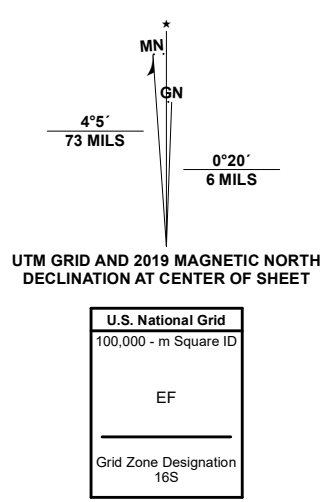 MN
GN
4°5´
73 MILS
0°20´
6 MILS
UTM GRID AND 2019 MAGNETIC NORTH
DECLINATION AT CENTER OF SHEET
U.S. National Grid
100,000 - m Square ID
EF
Grid Zone Designation
16S